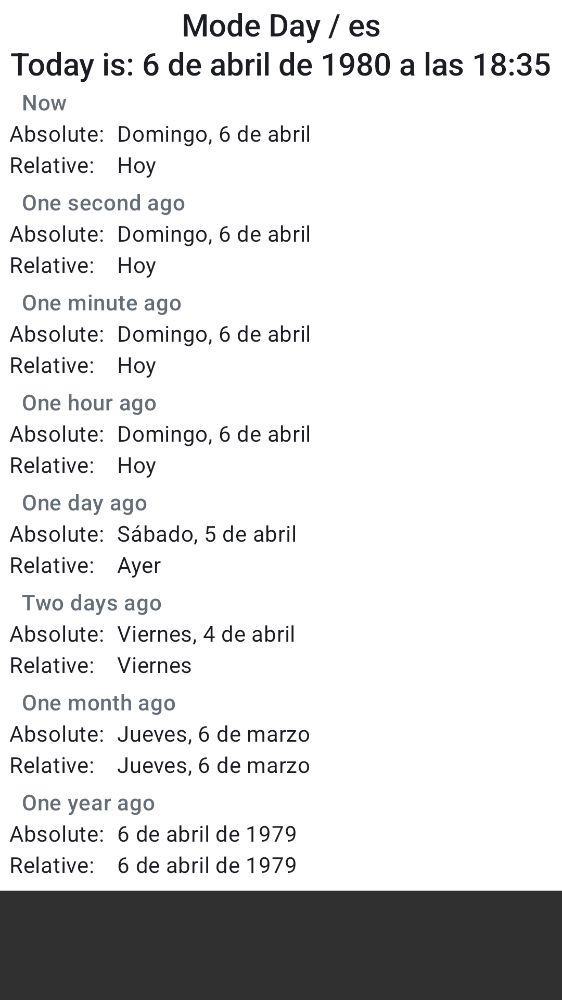 Mode Day / es
Today is: 6 de abril de 1980 a las 18:35
Now
Absolute: Domingo, 6 de abril
Relative: Hoy
One second ago
Absolute: Domingo, 6 de abril
Relative: Hoy
One minute ago
Absolute: Domingo, 6 de abril
Relative: Hoy
One hour ago
Absolute: Domingo, 6 de abril
Relative: Hoy
One day ago
Absolute: Sábado, 5 de abril
Relative: Ayer
Two days ago
Absolute: Viernes, 4 de abril
Relative: Viernes
One month ago
Absolute: Jueves, 6 de marzo
Relative: Jueves, 6 de marzo
One year ago
Absolute: 6 de abril de 1979
Relative: 6 de abril de 1979